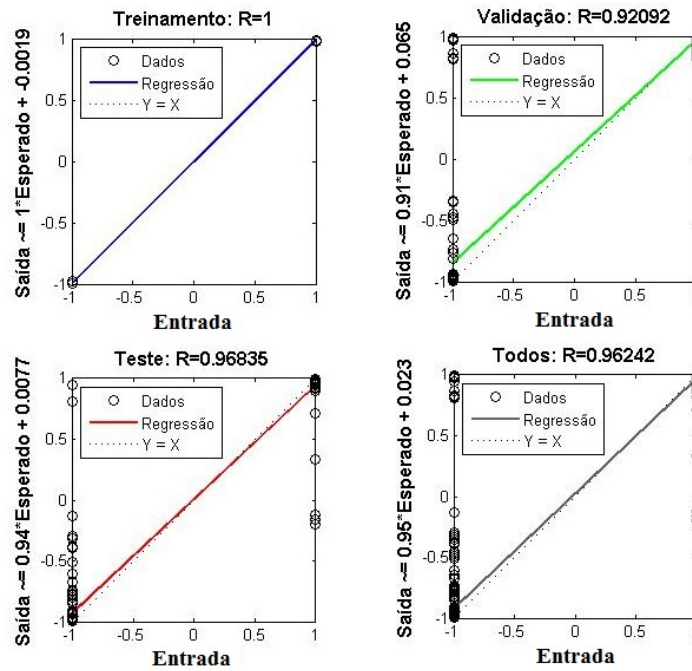 Treinamento: R=1
Saída ~= 1*Esperado + -0.0019
1
0.5
0
-0.5
-1
Dados
Regressão
Y = X
-1 -0.5 0 0.5 1
Entrada
Validação: R=0.92092
Saída ~= 0.91*Esperado + 0.065
1
0.5
0
-0.5
-1
Dados
Regressão
Y = X
-1 -0.5 0 0.5
Entrada
Teste: R=0.96835
Saída ~= 0.94*Esperado + 0.0077
1
0.5
0
-0.5
-1
Dados
Regressão
Y = X
-1 -0.5 0 0.5 1
Entrada
Todos: R=0.96242
Saída ~= 0.95*Esperado + 0.023
1
0.5
0
-0.5
-1
Dados
Regressão
Y = X
-1 -0.5 0 0.5
Entrada